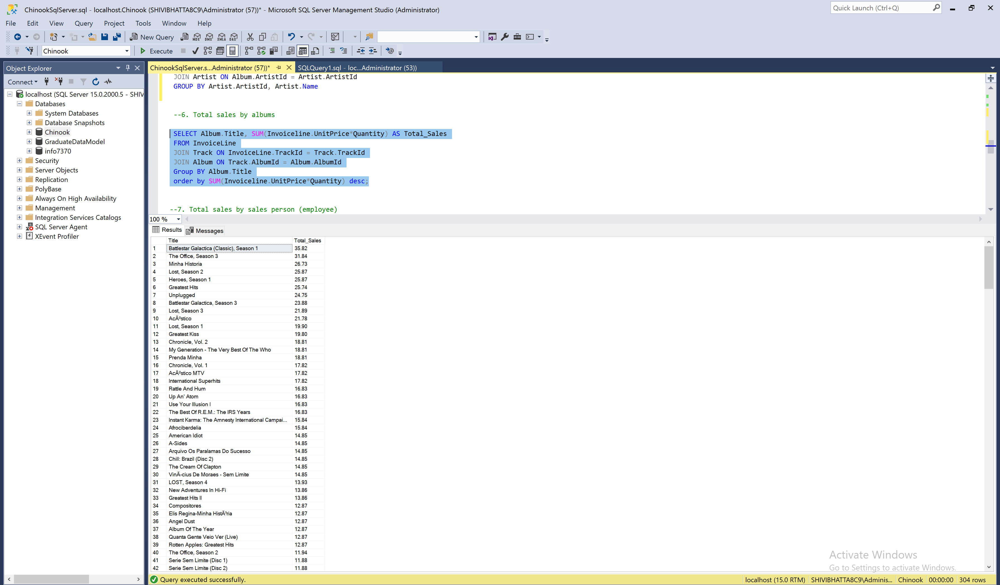 ChinookSqlServer.sql - localhost.Chinook (SHIVIBHATTA8C9\Administrator (57))* - Microsoft SQL Server Management Studio (Administrator)
Quick Launch (Ctrl+Q)
File Edit View Query Project Tools Window Help
New Query MDX DMX XMLA DAX
Chinook Execute
Object Explorer
ChinookSqlServer.s...Administrator (57))* SQLQuery1.sql - loc...Administrator (53))
Connect
localhost (SQL Server 15.0.2000.5 - SHIV
Databases
System Databases
Database Snapshots
Chinook
GraduateDataModel
info7370
Security
Server Objects
Replication
PolyBase
Always On High Availability
Management
Integration Services Catalogs
SQL Server Agent
XEvent Profiler
JOIN Artist ON Album.ArtistId = Artist.ArtistId
GROUP BY Artist.ArtistId, Artist.Name
--6. Total sales by albums
SELECT Album.Title, SUM(Invoiceline.UnitPrice*Quantity) AS Total_Sales
FROM InvoiceLine
JOIN Track ON InvoiceLine.TrackId = Track.TrackId
JOIN Album ON Track.AlbumId = Album.AlbumId
Group BY Album.Title
order by SUM(Invoiceline.UnitPrice*Quantity) desc;
--7. Total sales by sales person (employee)
100 %
Results Messages
Title Total_Sales
1 Battlestar Galactica (Classic), Season 1 35.82
2 The Office, Season 3 31.84
3 Minha Historia 26.73
4 Lost, Season 2 25.87
5 Heroes, Season 1 25.87
6 Greatest Hits 25.74
7 Unplugged 24.75
8 Battlestar Galactica, Season 3 23.88
9 Lost, Season 3 21.89
10 AcÃºstico 21.78
11 Lost, Season 1 19.90
12 Greatest Kiss 19.80
13 Chronicle, Vol. 2 18.81
14 My Generation - The Very Best Of The Who 18.81
15 Prenda Minha 18.81
16 Chronicle, Vol. 1 17.82
17 AcÃºstico MTV 17.82
18 International Superhits 17.82
19 Rattle And Hum 16.83
20 Up An' Atom 16.83
21 Use Your Illusion I 16.83
22 The Best Of R.E.M.: The IRS Years 16.83
23 Instant Karma: The Amnesty International Campai... 15.84
24 Afrociberdelia 15.84
25 American Idiot 14.85
26 A-Sides 14.85
27 Arquivo Os Paralamas Do Sucesso 14.85
28 Chill: Brazil (Disc 2) 14.85
29 The Cream Of Clapton 14.85
30 VinÃ-cius De Moraes - Sem Limite 14.85
31 LOST, Season 4 13.93
32 New Adventures In Hi-Fi 13.86
33 Greatest Hits II 13.86
34 Compositores 12.87
35 Elis Regina-Minha HistÃ³ria 12.87
36 Angel Dust 12.87
37 Album Of The Year 12.87
38 Quanta Gente Veio Ver (Live) 12.87
39 Rotten Apples: Greatest Hits 12.87
40 The Office, Season 2 11.94
41 Serie Sem Limite (Disc 1) 11.88
42 Serie Sem Limite (Disc 2) 11.88
Activate Windows
Go to Settings to activate Windows.
Query executed successfully. localhost (15.0 RTM) SHIVIBHATTA8C9\Adminis... Chinook 00:00:00 304 rows